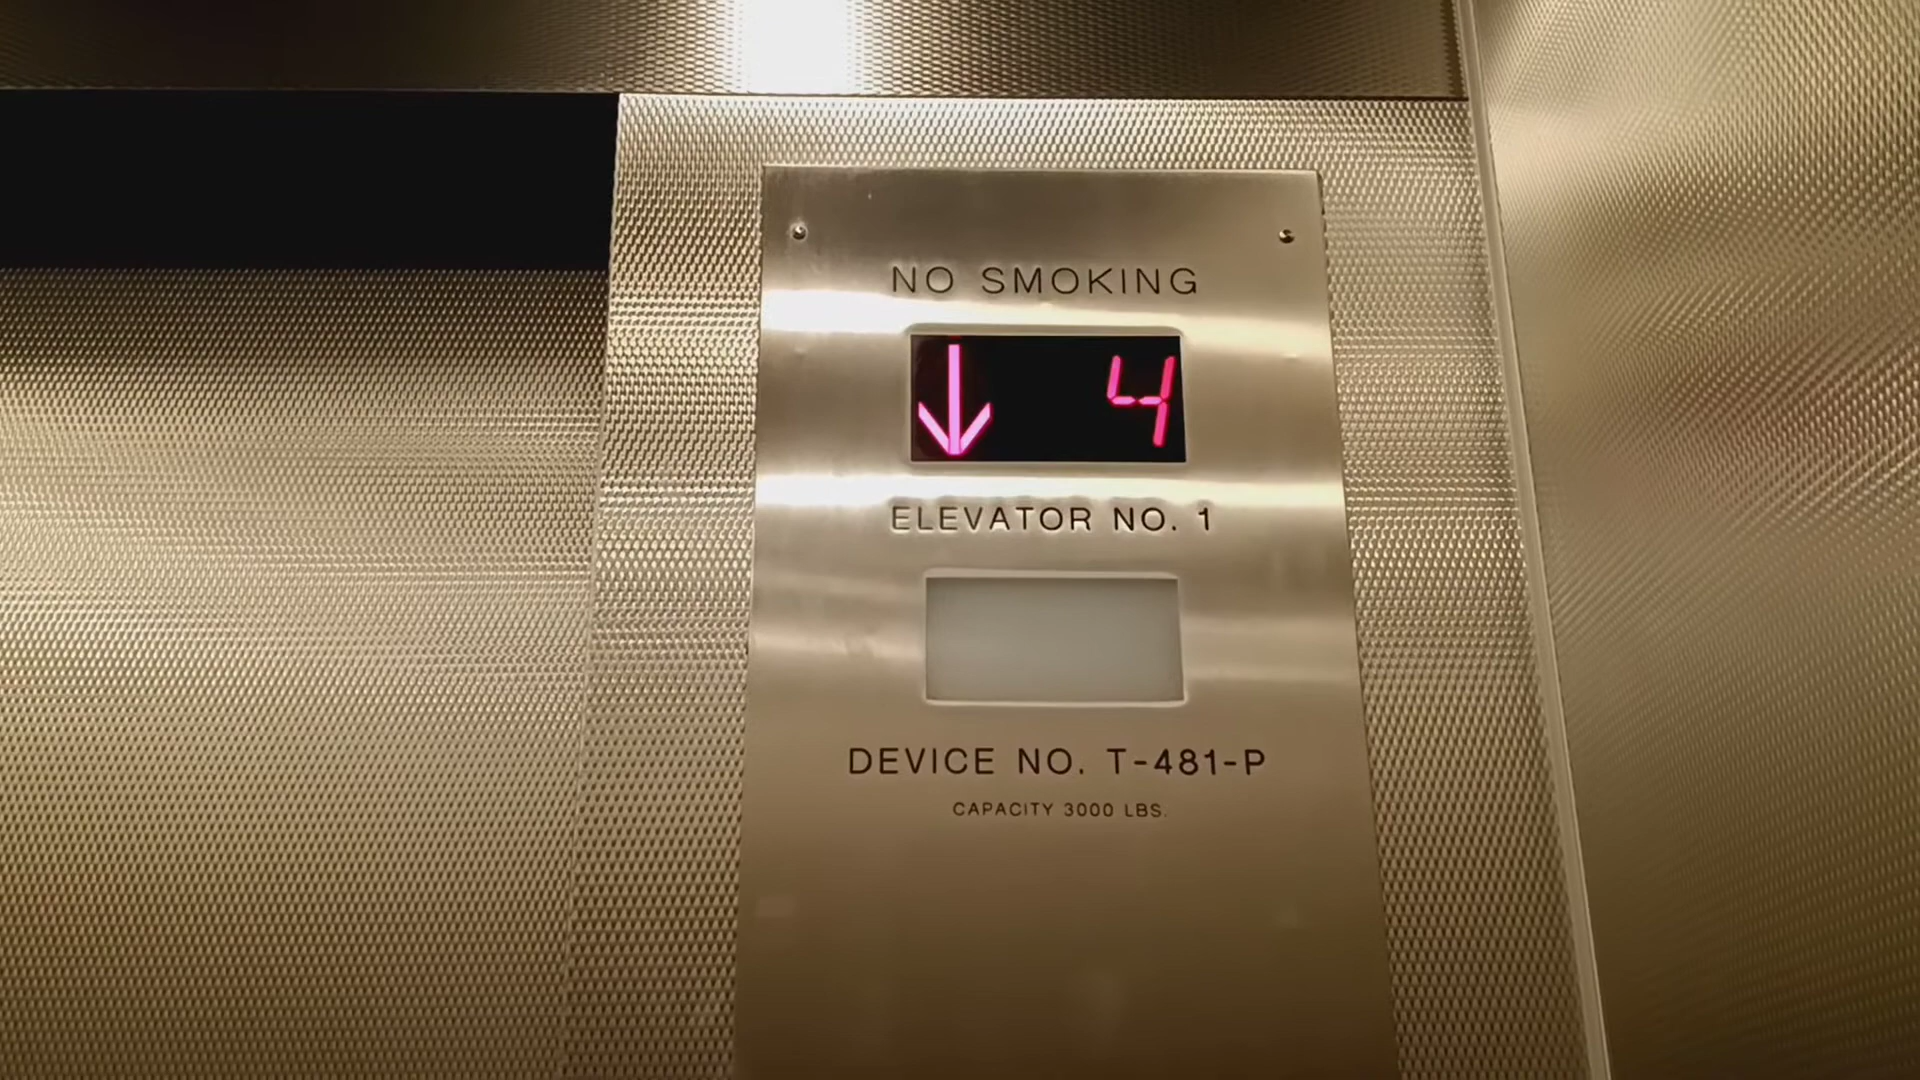 NO SMOKING
↓ 4
ELEVATOR NO. 1
DEVICE NO. T-481-P
CAPACITY 3000 LBS.